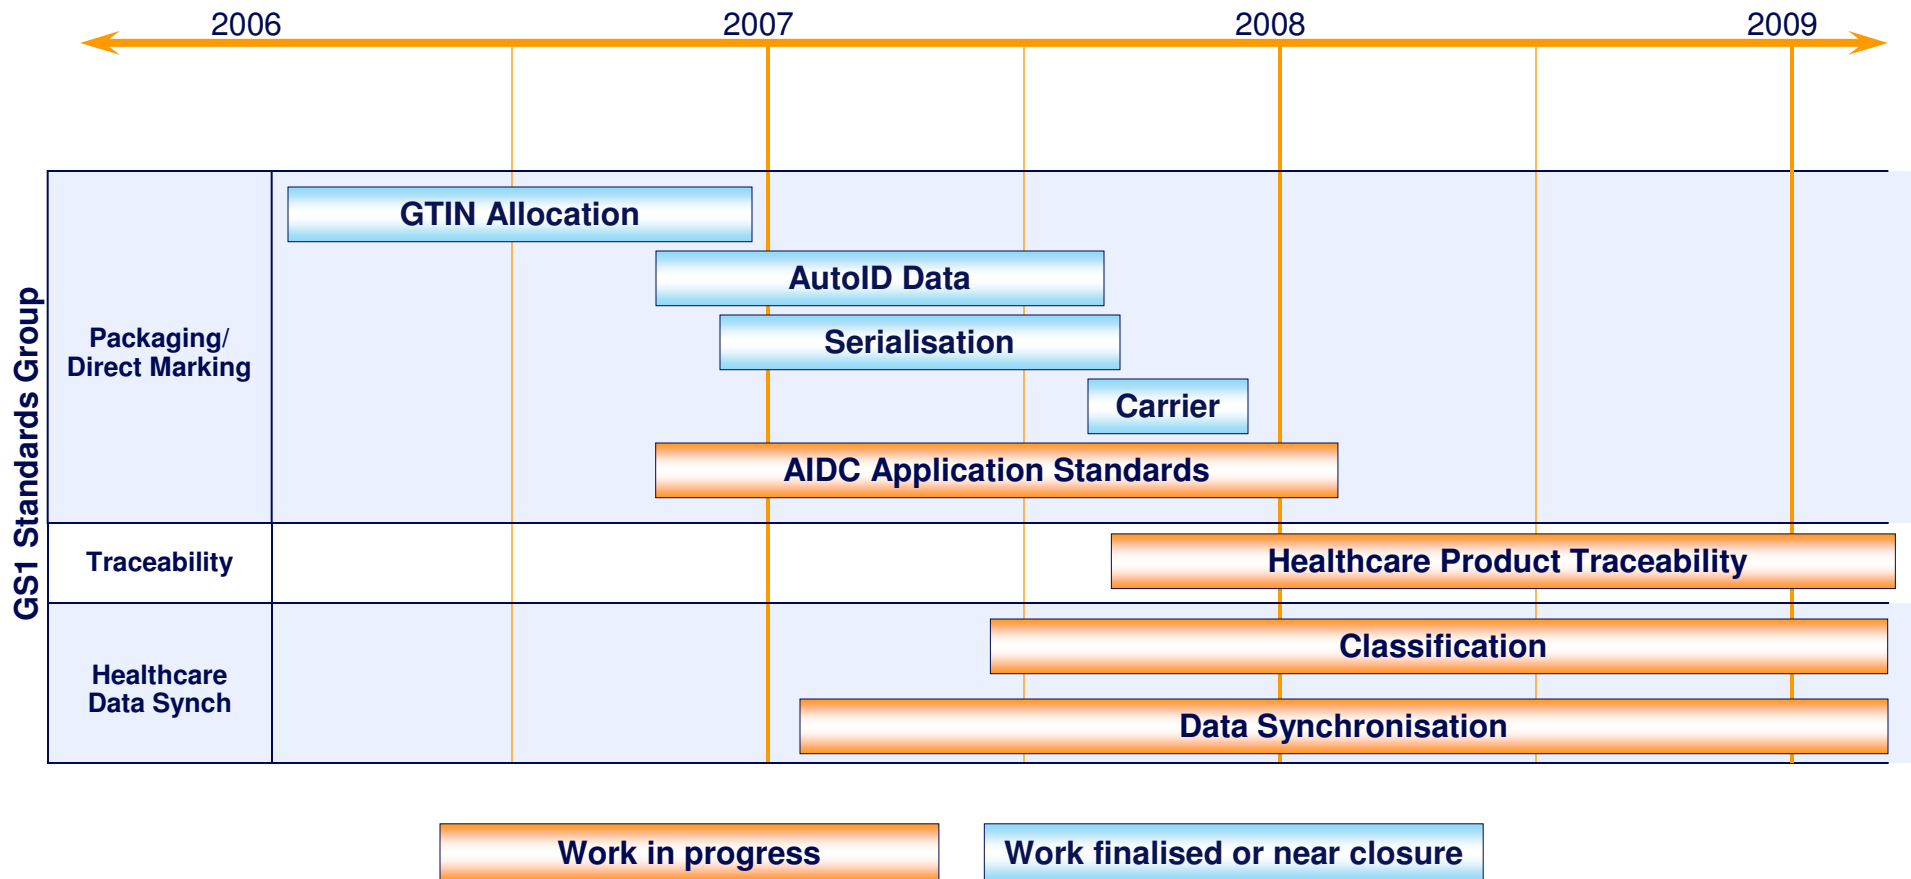 2006
2007
2008
2009
GS1 Standards Group
Packaging/
Direct Marking
GTIN Allocation
AutoID Data
Serialisation
Carrier
AIDC Application Standards
Traceability
Healthcare Product Traceability
Healthcare
Data Synch
Classification
Data Synchronisation
Work in progress
Work finalised or near closure